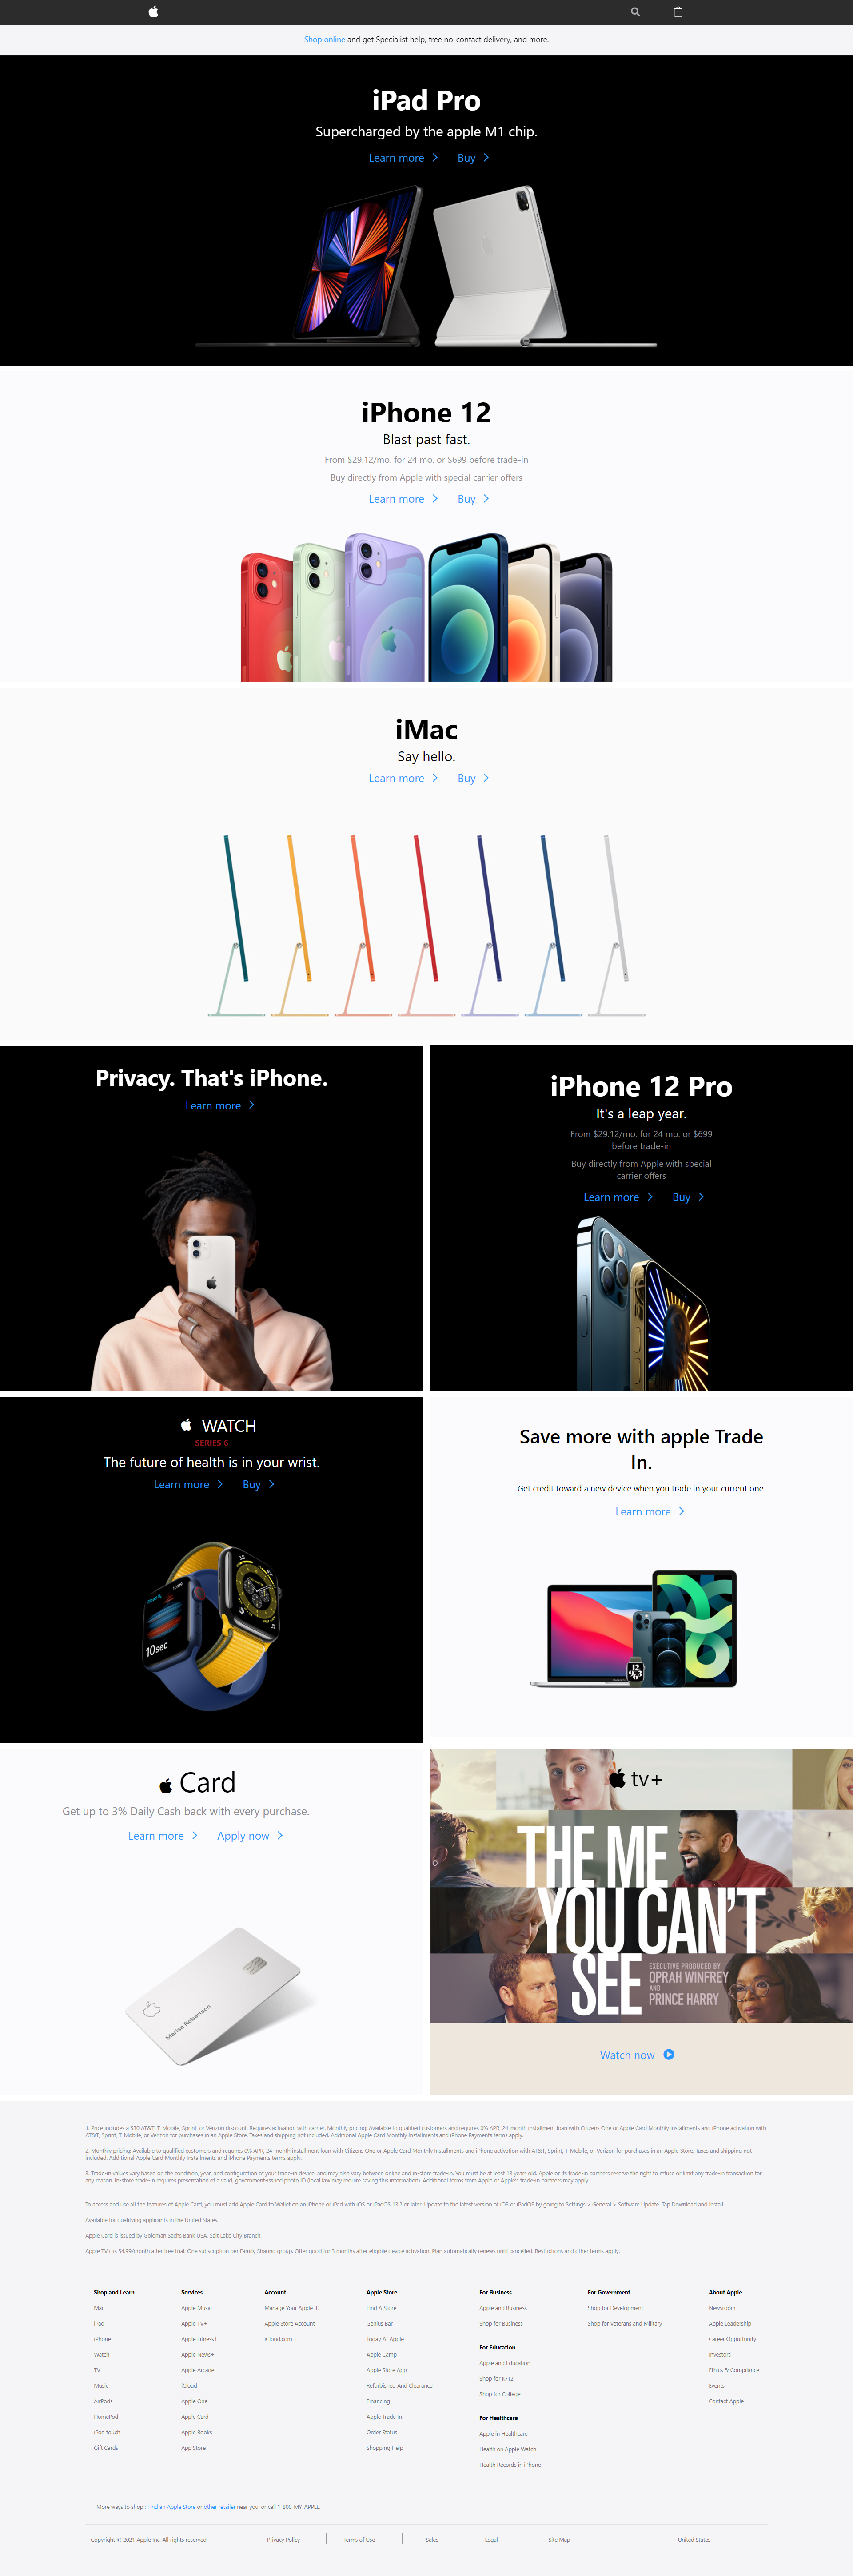 Shop online and get Specialist help, free no-contact delivery, and more.
iPad Pro
Supercharged by the apple M1 chip.
Learn more Buy
iPhone 12
Blast past fast.
From $29.12/mo. for 24 mo. or $699 before trade-in
Buy directly from Apple with special carrier offers
Learn more Buy
iMac
Say hello.
Learn more Buy
Privacy. That's iPhone.
Learn more
iPhone 12 Pro
It's a leap year.
From $29.12/mo. for 24 mo. or $699
before trade-in
Buy directly from Apple with special
carrier offers
Learn more Buy
WATCH
SERIES 6
The future of health is in your wrist.
Learn more Buy
10sec
Save more with apple Trade
In.
Get credit toward a new device when you trade in your current one.
Learn more
Card
Get up to 3% Daily Cash back with every purchase.
Learn more Apply now
Marisa Robertson
tv+
THE ME
YOU CAN'T
SEE
EXECUTIVE PRODUCED BY
OPRAH WINFREY
AND
PRINCE HARRY
Watch now
1. Price includes a $30 AT&T, T-Mobile, Sprint, or Verizon discount. Requires activation with carrier. Monthly pricing: Available to qualified customers and requires 0% APR, 24-month installment loan with Citizens One or Apple Card Monthly Installments and iPhone activation with
AT&T, Sprint, T-Mobile, or Verizon for purchases in an Apple Store. Taxes and shipping not included. Additional Apple Card Monthly Installments and iPhone Payments terms apply.
2. Monthly pricing: Available to qualified customers and requires 0% APR, 24-month installment loan with Citizens One or Apple Card Monthly Installments and iPhone activation with AT&T, Sprint, T-Mobile, or Verizon for purchases in an Apple Store. Taxes and shipping not
included. Additional Apple Card Monthly Installments and iPhone Payments terms apply.
3. Trade-in values vary based on the condition, year, and configuration of your trade-in device, and may also vary between online and in-store trade-in. You must be at least 18 years old. Apple or its trade-in partners reserve the right to refuse or limit any trade-in transaction for
any reason. In-store trade-in requires presentation of a valid, government-issued photo ID (local law may require saving this information). Additional terms from Apple or Apple's trade-in partners may apply.
To access and use all the features of Apple Card, you must add Apple Card to Wallet on an iPhone or iPad with iOS or iPadOS 13.2 or later. Update to the latest version of iOS or iPadOS by going to Settings > General > Software Update. Tap Download and Install.
Available for qualifying applicants in the United States.
Apple Card is issued by Goldman Sachs Bank USA, Salt Lake City Branch.
Apple TV+ is $4.99/month after free trial. One subscription per Family Sharing group. Offer good for 3 months after eligible device activation. Plan automatically renews until cancelled. Restrictions and other terms apply.
Shop and Learn
Mac
iPad
iPhone
Watch
TV
Music
AirPods
HomePod
iPod touch
Gift Cards
Services
Apple Music
Apple TV+
Apple Fitness+
Apple News+
Apple Arcade
iCloud
Apple One
Apple Card
Apple Books
App Store
Account
Manage Your Apple ID
Apple Store Account
iCloud.com
Apple Store
Find A Store
Genius Bar
Today At Apple
Apple Camp
Apple Store App
Refurbished And Clearance
Financing
Apple Trade In
Order Status
Shopping Help
For Business
Apple and Business
Shop for Business
For Education
Apple and Education
Shop for K-12
Shop for College
For Healthcare
Apple in Healthcare
Health on Apple Watch
Health Records in iPhone
For Government
Shop for Development
Shop for Veterans and Military
About Apple
Newsroom
Apple Leadership
Career Oppurtunity
Investors
Ethics & Compliance
Events
Contact Apple
More ways to shop : Find an Apple Store or other retailer near you. or call 1-800-MY-APPLE.
Copyright © 2021 Apple Inc. All rights reserved. Privacy Policy Terms of Use Sales Legal Site Map United States